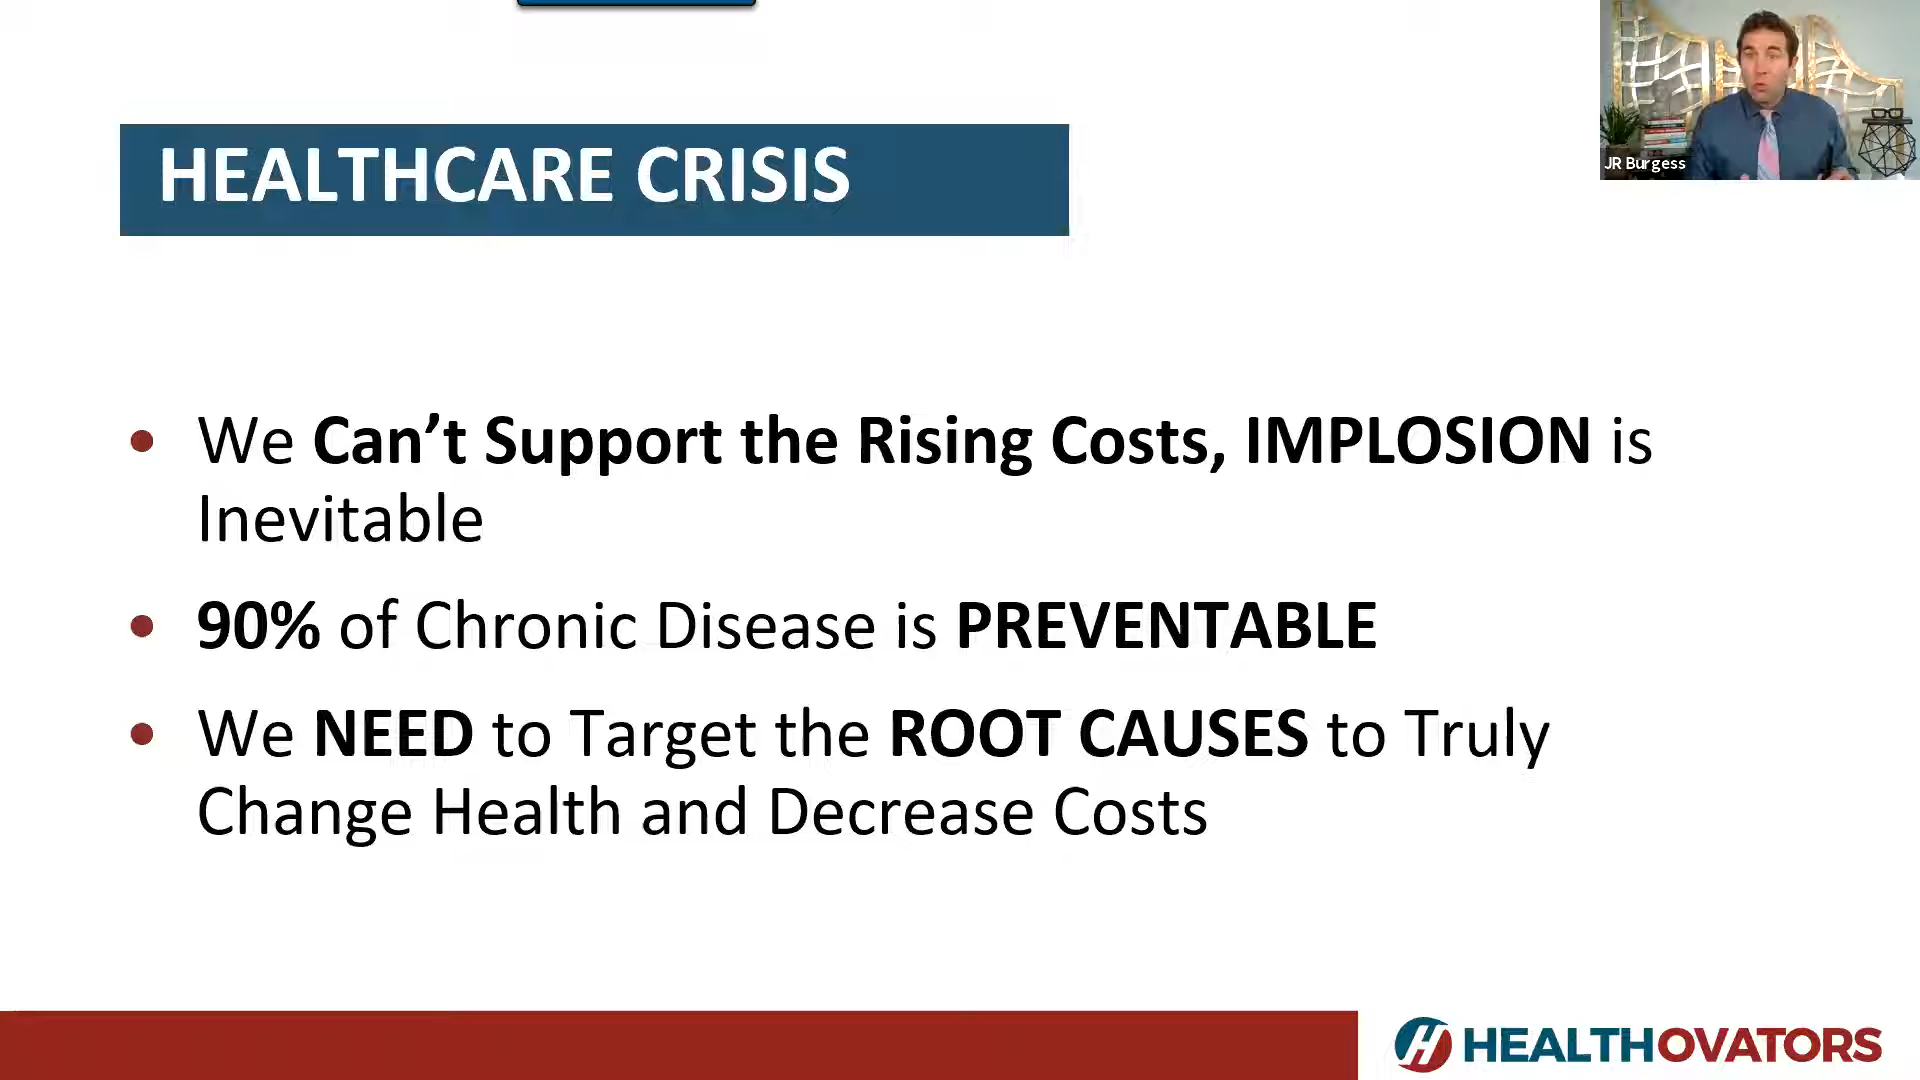 HEALTHCARE CRISIS
JR Burgess
• We Can’t Support the Rising Costs, IMPLOSION is
Inevitable
• 90% of Chronic Disease is PREVENTABLE
• We NEED to Target the ROOT CAUSES to Truly
Change Health and Decrease Costs
HEALTHOVATORS